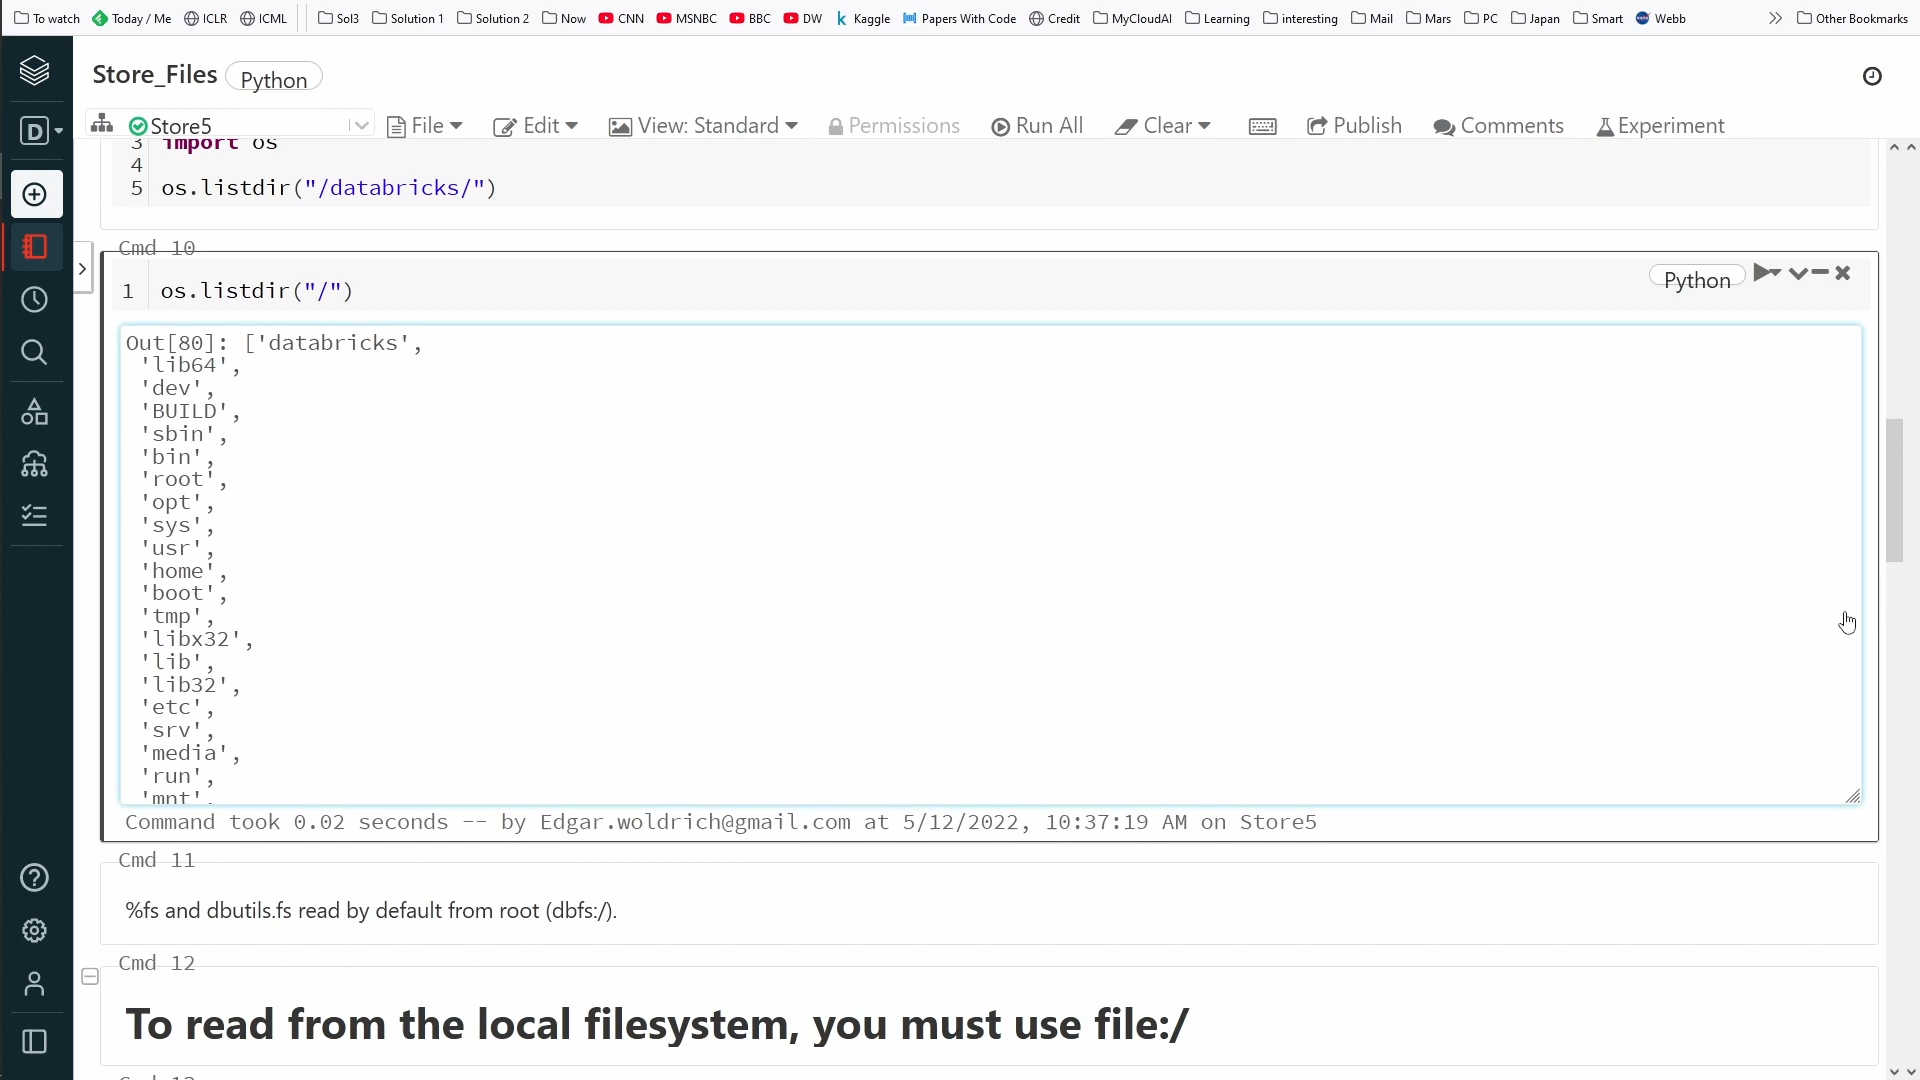 To watch Today / Me ICLR ICML Sol3 Solution 1 Solution 2 Now CNN MSNBC BBC DW Kaggle Papers With Code Credit MyCloudAI Learning interesting Mail Mars PC Japan Smart Webb Other Bookmarks
Store_Files Python
D
Store5 File Edit View: Standard Permissions Run All Clear Publish Comments Experiment
3 import os
4
5 os.listdir("/databricks/")
Cmd 10
Python
1 os.listdir("/")
Out[80]: ['databricks',
'lib64',
'dev',
'BUILD',
'sbin',
'bin',
'root',
'opt',
'sys',
'usr',
'home',
'boot',
'tmp',
'libx32',
'lib',
'lib32',
'etc',
'srv',
'media',
'run',
'mnt',
Command took 0.02 seconds -- by Edgar.woldrich@gmail.com at 5/12/2022, 10:37:19 AM on Store5
Cmd 11
%fs and dbutils.fs read by default from root (dbfs:/).
Cmd 12
To read from the local filesystem, you must use file:/